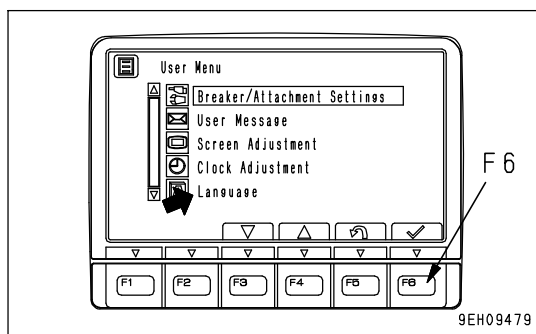 User Menu
Breaker/Attachment Settings
User Message
Screen Adjustment
Clock Adjustment
Language
F6
F1 F2 F3 F4 F5 F6
9EH09479